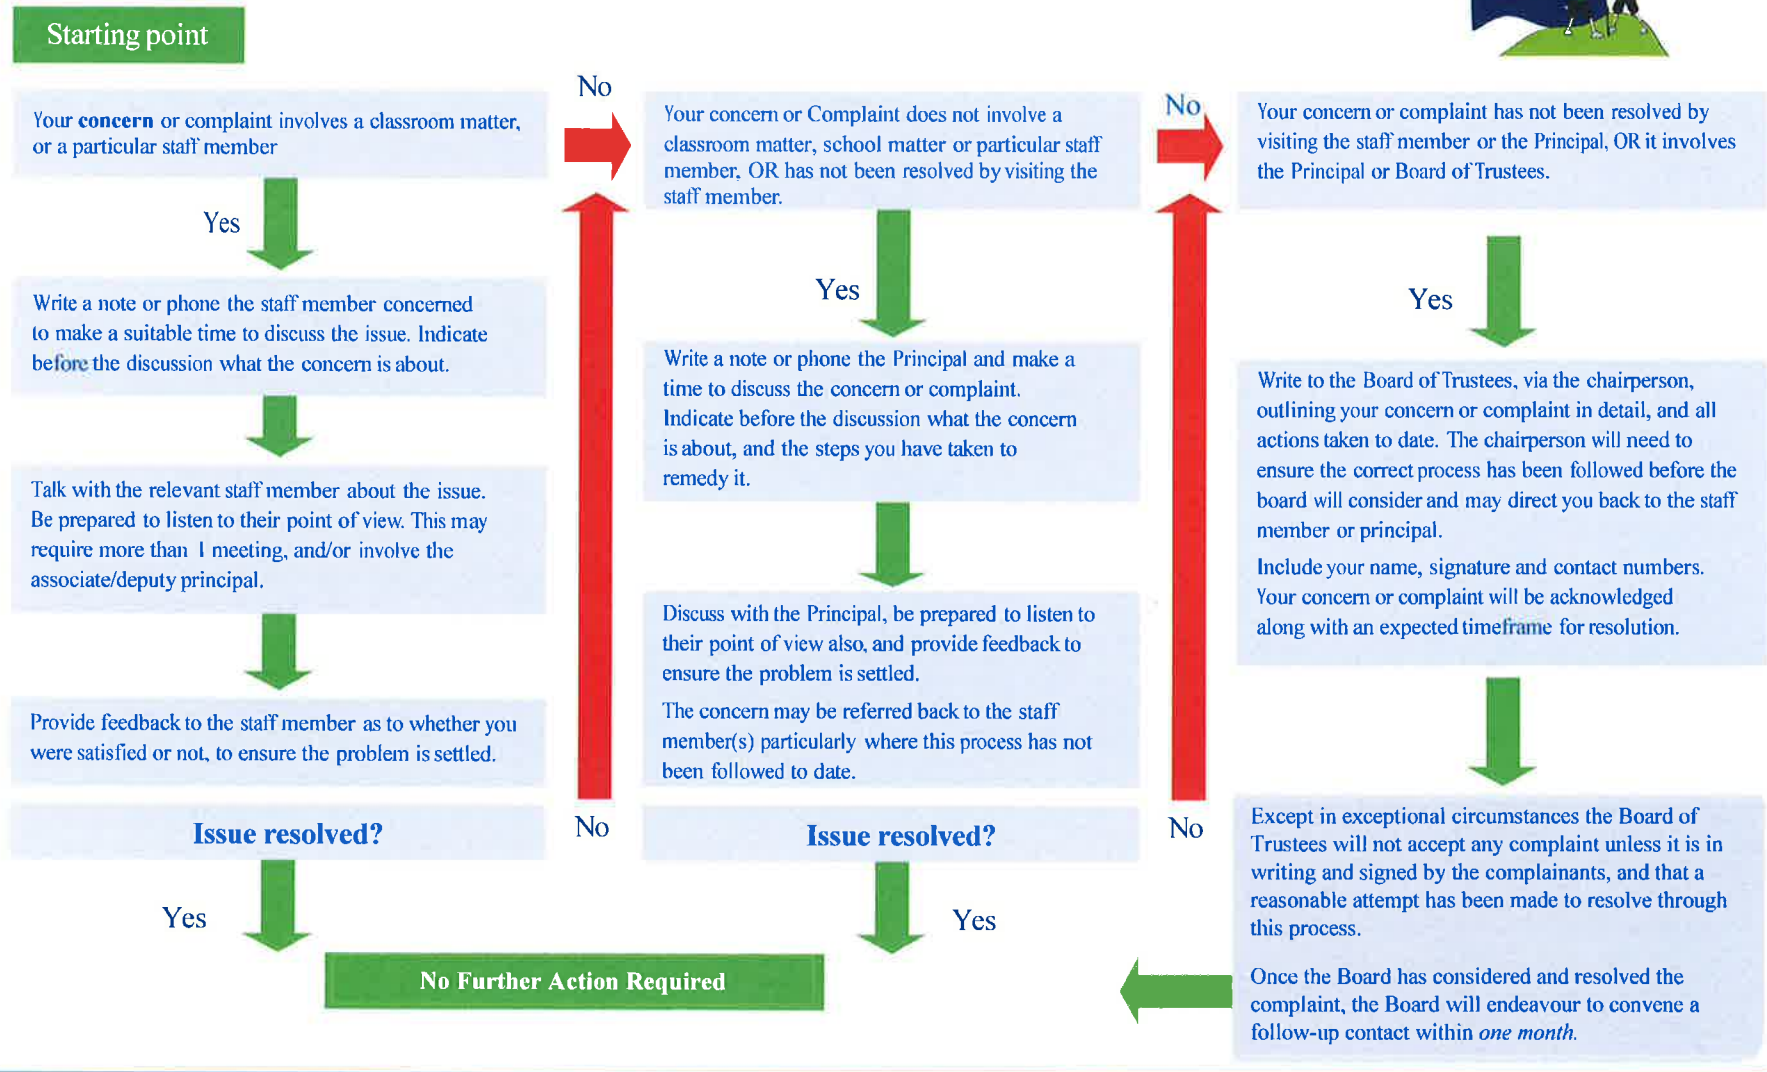 Starting point
Your concern or complaint involves a classroom matter,
or a particular staff member
Yes
Write a note or phone the staff member concerned
to make a suitable time to discuss the issue. Indicate
before the discussion what the concern is about.
Talk with the relevant staff member about the issue.
Be prepared to listen to their point of view. This may
require more than 1 meeting, and/or involve the
associate/deputy principal.
Provide feedback to the staff member as to whether you
were satisfied or not, to ensure the problem is settled.
Issue resolved?
Yes
No
No
Your concern or Complaint does not involve a
classroom matter, school matter or particular staff
member, OR has not been resolved by visiting the
staff member.
Yes
Write a note or phone the Principal and make a
time to discuss the concern or complaint.
Indicate before the discussion what the concern
is about, and the steps you have taken to
remedy it.
Discuss with the Principal, be prepared to listen to
their point of view also, and provide feedback to
ensure the problem is settled.
The concern may be referred back to the staff
member(s) particularly where this process has not
been followed to date.
Issue resolved?
Yes
No
No
Your concern or complaint has not been resolved by
visiting the staff member or the Principal, OR it involves
the Principal or Board of Trustees.
Yes
Write to the Board of Trustees, via the chairperson,
outlining your concern or complaint in detail, and all
actions taken to date. The chairperson will need to
ensure the correct process has been followed before the
board will consider and may direct you back to the staff
member or principal.
Include your name, signature and contact numbers.
Your concern or complaint will be acknowledged
along with an expected timeframe for resolution.
Except in exceptional circumstances the Board of
Trustees will not accept any complaint unless it is in
writing and signed by the complainants, and that a
reasonable attempt has been made to resolve through
this process.
Once the Board has considered and resolved the
complaint, the Board will endeavour to convene a
follow-up contact within one month.
No Further Action Required